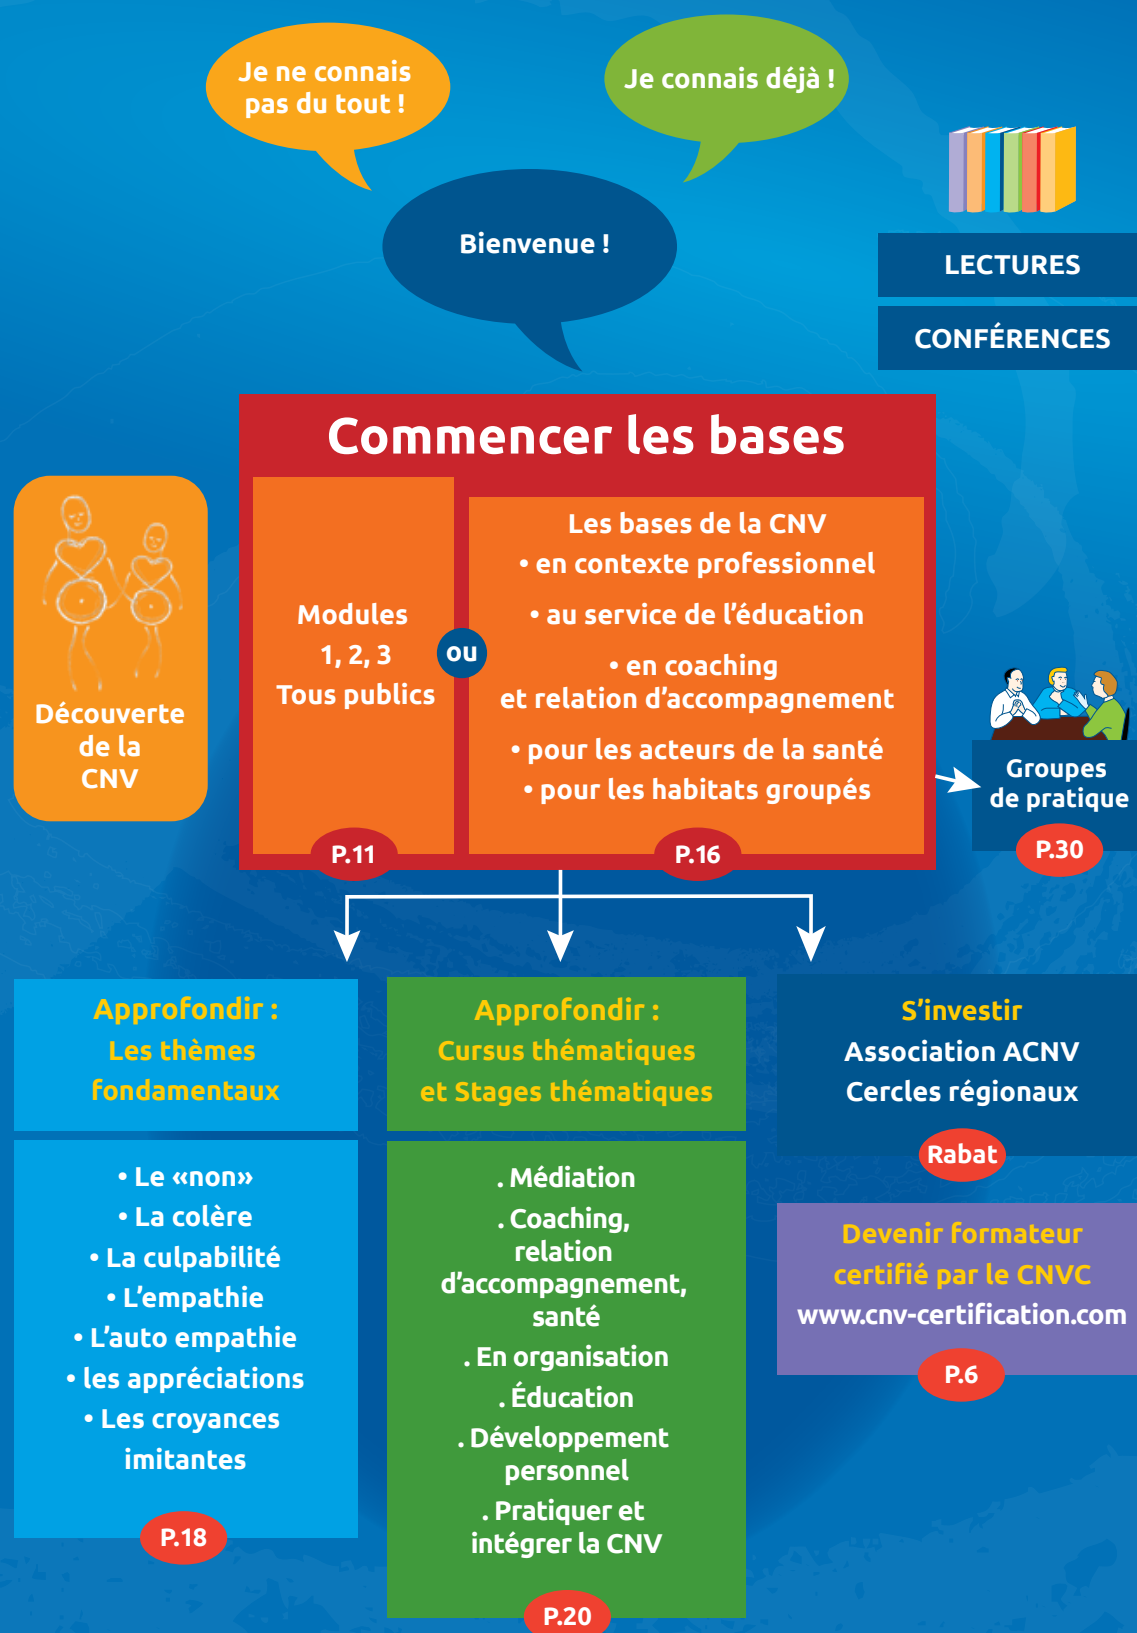 Je ne connais
pas du tout !
Je connais déjà !
Bienvenue !
LECTURES
CONFÉRENCES
Commencer les bases
Découverte
de la
CNV
Modules
1, 2, 3
Tous publics
P.11
ou
Les bases de la CNV
• en contexte professionnel
• au service de l’éducation
• en coaching
et relation d’accompagnement
• pour les acteurs de la santé
• pour les habitats groupés
P.16
Groupes
de pratique
P.30
Approfondir :
Les thèmes
fondamentaux
• Le «non»
• La colère
• La culpabilité
• L’empathie
• L’auto empathie
• les appréciations
• Les croyances
imitantes
P.18
Approfondir :
Cursus thématiques
et Stages thématiques
. Médiation
. Coaching,
relation
d’accompagnement,
santé
. En organisation
. Éducation
. Développement
personnel
. Pratiquer et
intégrer la CNV
P.20
S’investir
Association ACNV
Cercles régionaux
Rabat
Devenir formateur
certifié par le CNVC
www.cnv-certification.com
P.6